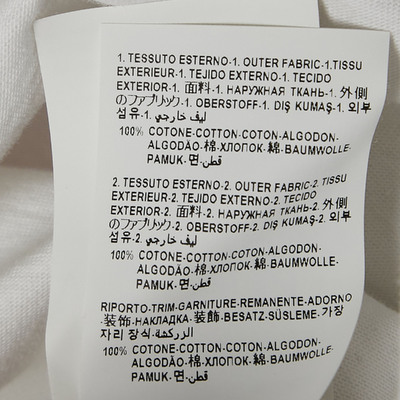 1. TESSUTO ESTERNO-1. OUTER FABRIC-1.TISSU
EXTERIEUR-1. TEJIDO EXTERNO-1. TECIDO
EXTERIOR-1. 面料-1. НАРУЖНАЯ ТКАНЬ-1. 外側
のファブリック-1. OBERSTOFF-1. DIŞ KUMAŞ-1. 외부
섬유-1. ليف خارجي
100% COTONE-COTTON-COTON-ALGODON-
ALGODÃO-棉-ХЛОПОК-綿-BAUMWOLLE-
PAMUK-면-قطن
2. TESSUTO ESTERNO-2. OUTER FABRIC-2. TISSU
EXTERIEUR-2. TEJIDO EXTERNO-2. TECIDO
EXTERIOR-2. 面料-2. НАРУЖНАЯ ТКАНЬ-2. 外側
のファブリック-2. OBERSTOFF-2. DIŞ KUMAŞ-2. 외부
섬유-2. ليف خارجي
100% COTONE-COTTON-COTON-ALGODON-
ALGODÃO-棉-ХЛОПОК-綿-BAUMWOLLE-
PAMUK-면-قطن
RIPORTO-TRIM-GARNITURE-REMANENTE-ADORNO
-装饰-НАКЛАДКА-装飾-BESATZ-SÜSLEME-가장
자리 장식-الزركشة
100% COTONE-COTTON-COTON-ALGODON-
ALGODÃO-棉-ХЛОПОК-綿-BAUMWOLLE-
PAMUK-면-قطن